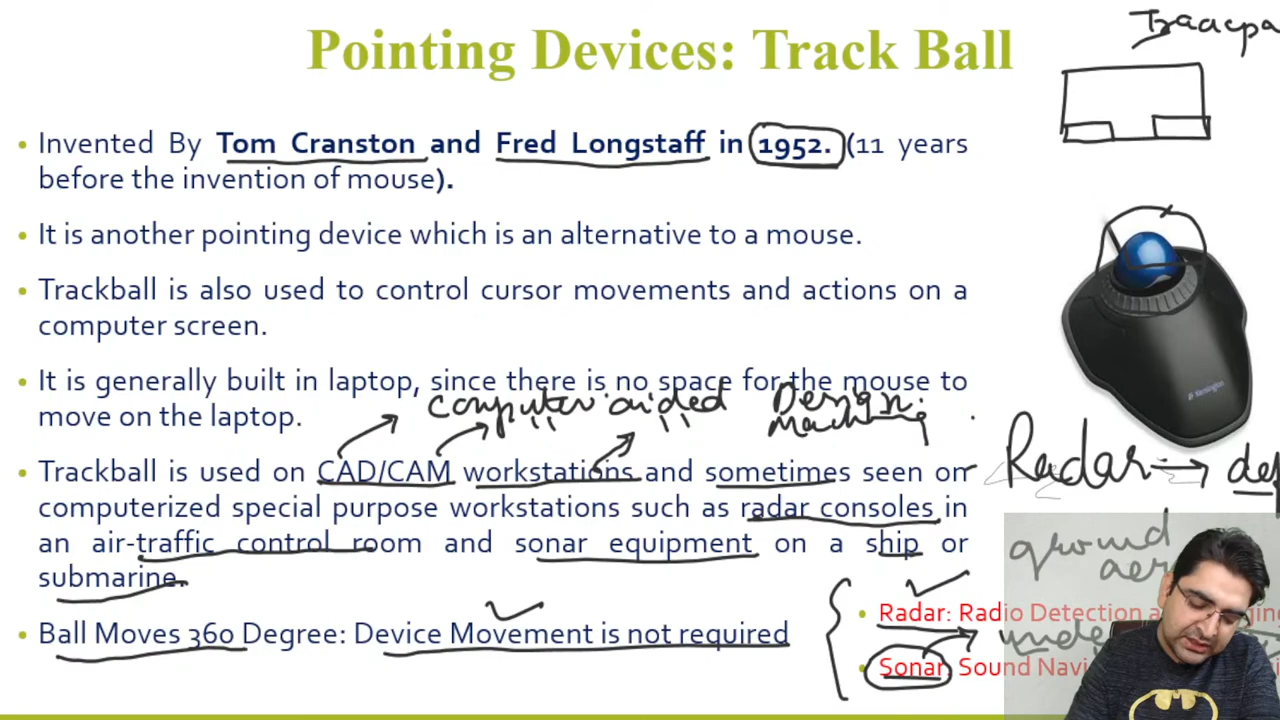 Pointing Devices: Track Ball
• Invented By Tom Cranston and Fred Longstaff in 1952. (11 years
before the invention of mouse).
• It is another pointing device which is an alternative to a mouse.
• Trackball is also used to control cursor movements and actions on a
computer screen.
• It is generally built in laptop, since there is no space for the mouse to
move on the laptop.
computer aided Design
• Trackball is used on CAD/CAM workstations and sometimes seen on
computerized special purpose workstations such as radar consoles in
an air-traffic control room and sonar equipment on a ship or
submarine.
• Ball Moves 360 Degree: Device Movement is not required
Kensington
Radar → def
ground
aer
• Radar: Radio Detection a
unde
• Sonar: Sound Navi